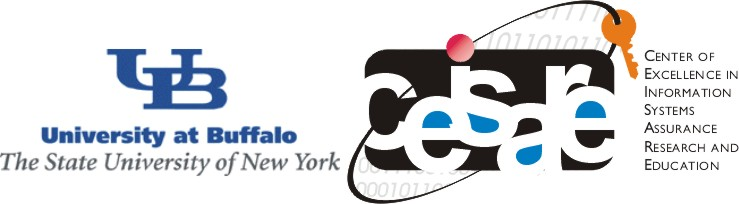 UB
University at Buffalo
The State University of New York
ceisare
CENTER OF
EXCELLENCE IN
INFORMATION
SYSTEMS
ASSURANCE
RESEARCH AND
EDUCATION